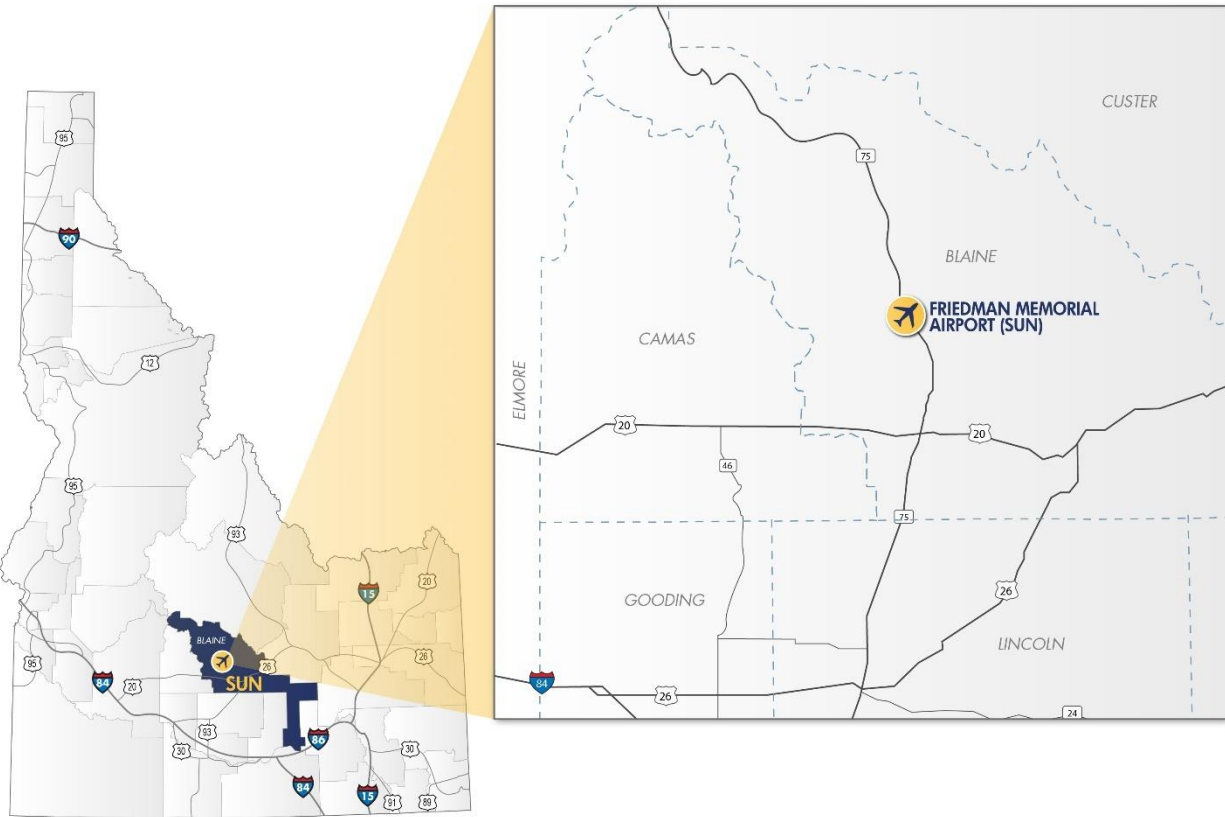 95
90
12
95
93
20
15
BLAINE
26
26
95
84
20
SUN
93
30
86
30
84
15
91
89
CUSTER
75
BLAINE
FRIEDMAN MEMORIAL
AIRPORT (SUN)
CAMAS
ELMORE
20
20
46
75
26
GOODING
LINCOLN
84
26
24